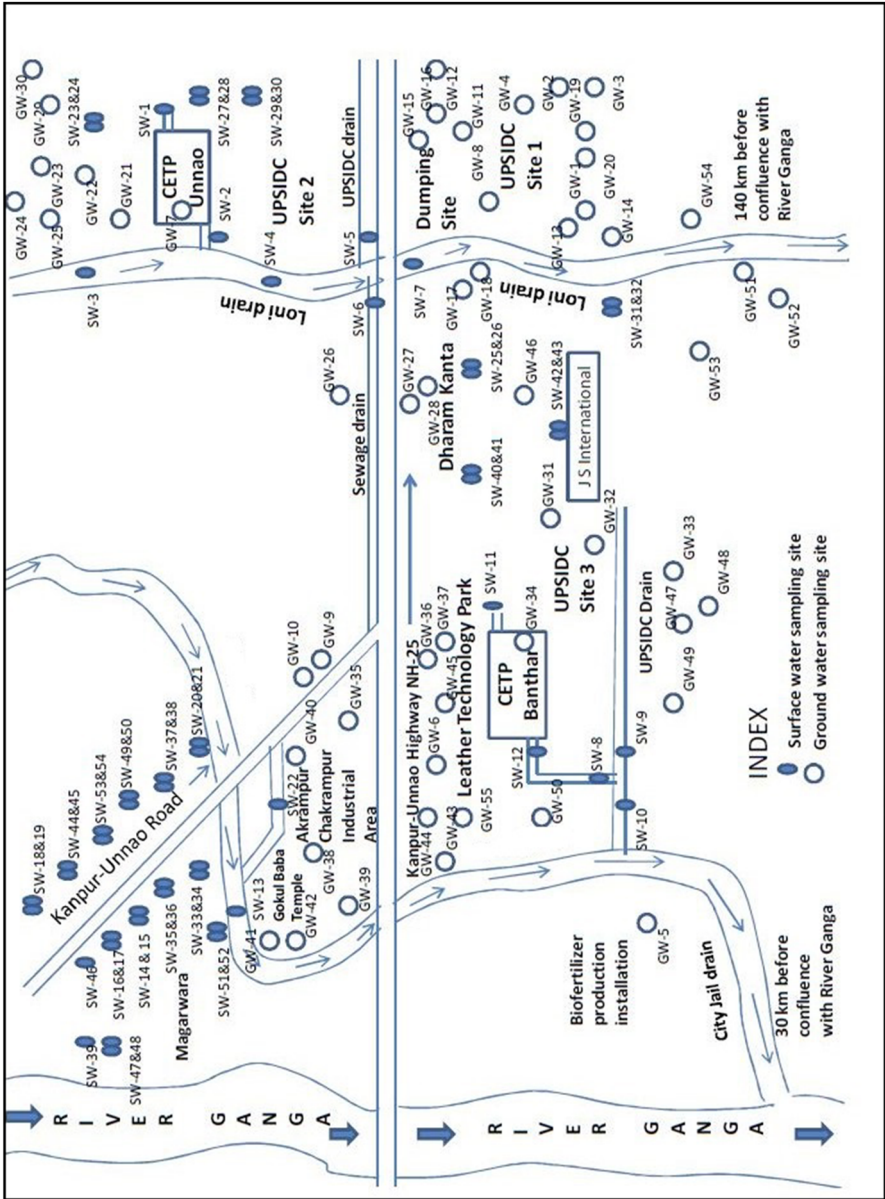 GW-30
GW-29
SW-23&24
GW-24
GW-23
GW-25
GW-22
GW-21
SW-1
CETP
Unnao
GW-7
SW-2
SW-27&28
SW-29&30
UPSIDC
Site 2
SW-3
SW-4
Loni drain
UPSIDC drain
SW-5
SW-6
GW-26
Sewage drain
SW-18&19
SW-44&45
SW-53&54
SW-49&50
SW-37&38
SW-20&21
Kanpur-Unnao Road
SW-46
SW-16&17
SW-14 & 15
SW-35&36
SW-33&34
SW-51&52
SW-39
SW-47&48
Magarwara
SW-13
GW-41
Gokul Baba
Temple
GW-42
SW-22
Akrampur
Chakrampur
Industrial
Area
GW-40
GW-10
GW-9
GW-35
GW-38
GW-39
RIVER GANGA
GW-15
GW-16
GW-12
GW-11
GW-8
Dumping
Site
UPSIDC
Site 1
GW-4
GW-2
GW-19
GW-3
GW-1
GW-20
GW-13
GW-14
GW-54
140 km before
confluence with
River Ganga
SW-7
GW-17
GW-18
Loni drain
SW-31&32
GW-51
GW-52
GW-53
GW-27
GW-28
Dharam Kanta
SW-25&26
SW-40&41
GW-46
SW-42&43
J S International
GW-31
GW-32
UPSIDC
Site 3
SW-11
GW-34
CETP
Banthar
Kanpur-Unnao Highway NH-25
GW-36
GW-37
Leather Technology Park
GW-45
GW-6
GW-44
GW-43
GW-55
GW-50
SW-12
SW-8
SW-9
SW-10
UPSIDC Drain
GW-33
GW-47
GW-48
GW-49
GW-5
Biofertilizer
production
installation
City Jail drain
30 km before
confluence
with River Ganga
RIVER GANGA
INDEX
Surface water sampling site
Ground water sampling site